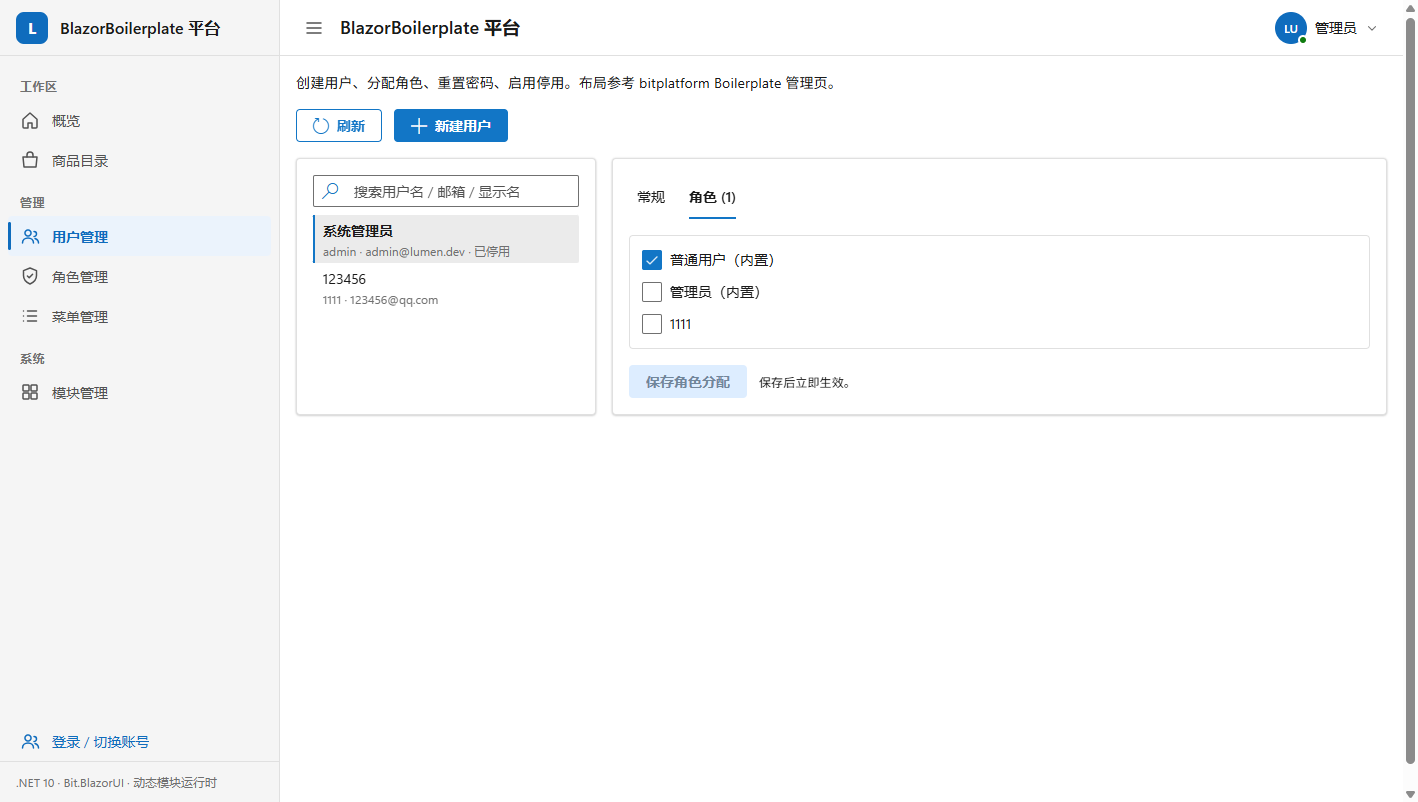 L BlazorBoilerplate 平台
BlazorBoilerplate 平台
LU 管理员
工作区
概览
商品目录
管理
用户管理
角色管理
菜单管理
系统
模块管理
登录 / 切换账号
.NET 10 · Bit.BlazorUI · 动态模块运行时
创建用户、分配角色、重置密码、启用停用。布局参考 bitplatform Boilerplate 管理页。
刷新 新建用户
搜索用户名 / 邮箱 / 显示名
系统管理员
admin · admin@lumen.dev · 已停用
123456
1111 · 123456@qq.com
常规 角色 (1)
普通用户（内置）
管理员（内置）
1111
保存角色分配 保存后立即生效。